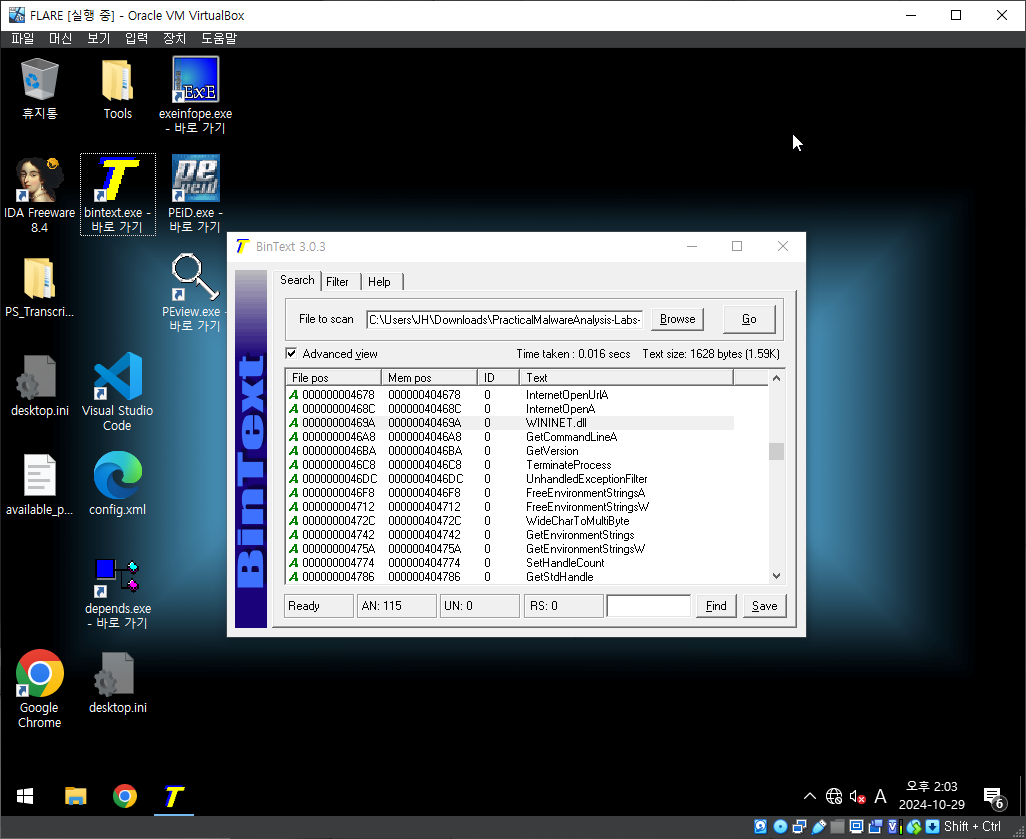 FLARE [실행 중] - Oracle VM VirtualBox
파일 머신 보기 입력 장치 도움말
휴지통
Tools
exeinfope.exe
- 바로 가기
IDA Freeware
8.4
bintext.exe -
바로 가기
PEiD.exe -
바로 가기
PS_Transcri...
PEview.exe -
바로 가기
desktop.ini
Visual Studio
Code
available_p...
config.xml
depends.exe
- 바로 가기
Google
Chrome
desktop.ini
BinText 3.0.3
BinText
Search Filter Help
File to scan C:\Users\JH\Downloads\PracticalMalwareAnalysis-Labs- Browse Go
Advanced view Time taken : 0.016 secs Text size: 1628 bytes (1.59K)
File pos Mem pos ID Text
A 000000004678 000000404678 0 InternetOpenUrlA
A 00000000468C 00000040468C 0 InternetOpenA
A 00000000469A 00000040469A 0 WININET.dll
A 0000000046A8 0000004046A8 0 GetCommandLineA
A 0000000046BA 0000004046BA 0 GetVersion
A 0000000046C8 0000004046C8 0 TerminateProcess
A 0000000046DC 0000004046DC 0 UnhandledExceptionFilter
A 0000000046F8 0000004046F8 0 FreeEnvironmentStringsA
A 000000004712 000000404712 0 FreeEnvironmentStringsW
A 00000000472C 00000040472C 0 WideCharToMultiByte
A 000000004742 000000404742 0 GetEnvironmentStrings
A 00000000475A 00000040475A 0 GetEnvironmentStringsW
A 000000004774 000000404774 0 SetHandleCount
A 000000004786 000000404786 0 GetStdHandle
Ready AN: 115 UN: 0 RS: 0 Find Save
A 오후 2:03
2024-10-29
6
Shift + Ctrl